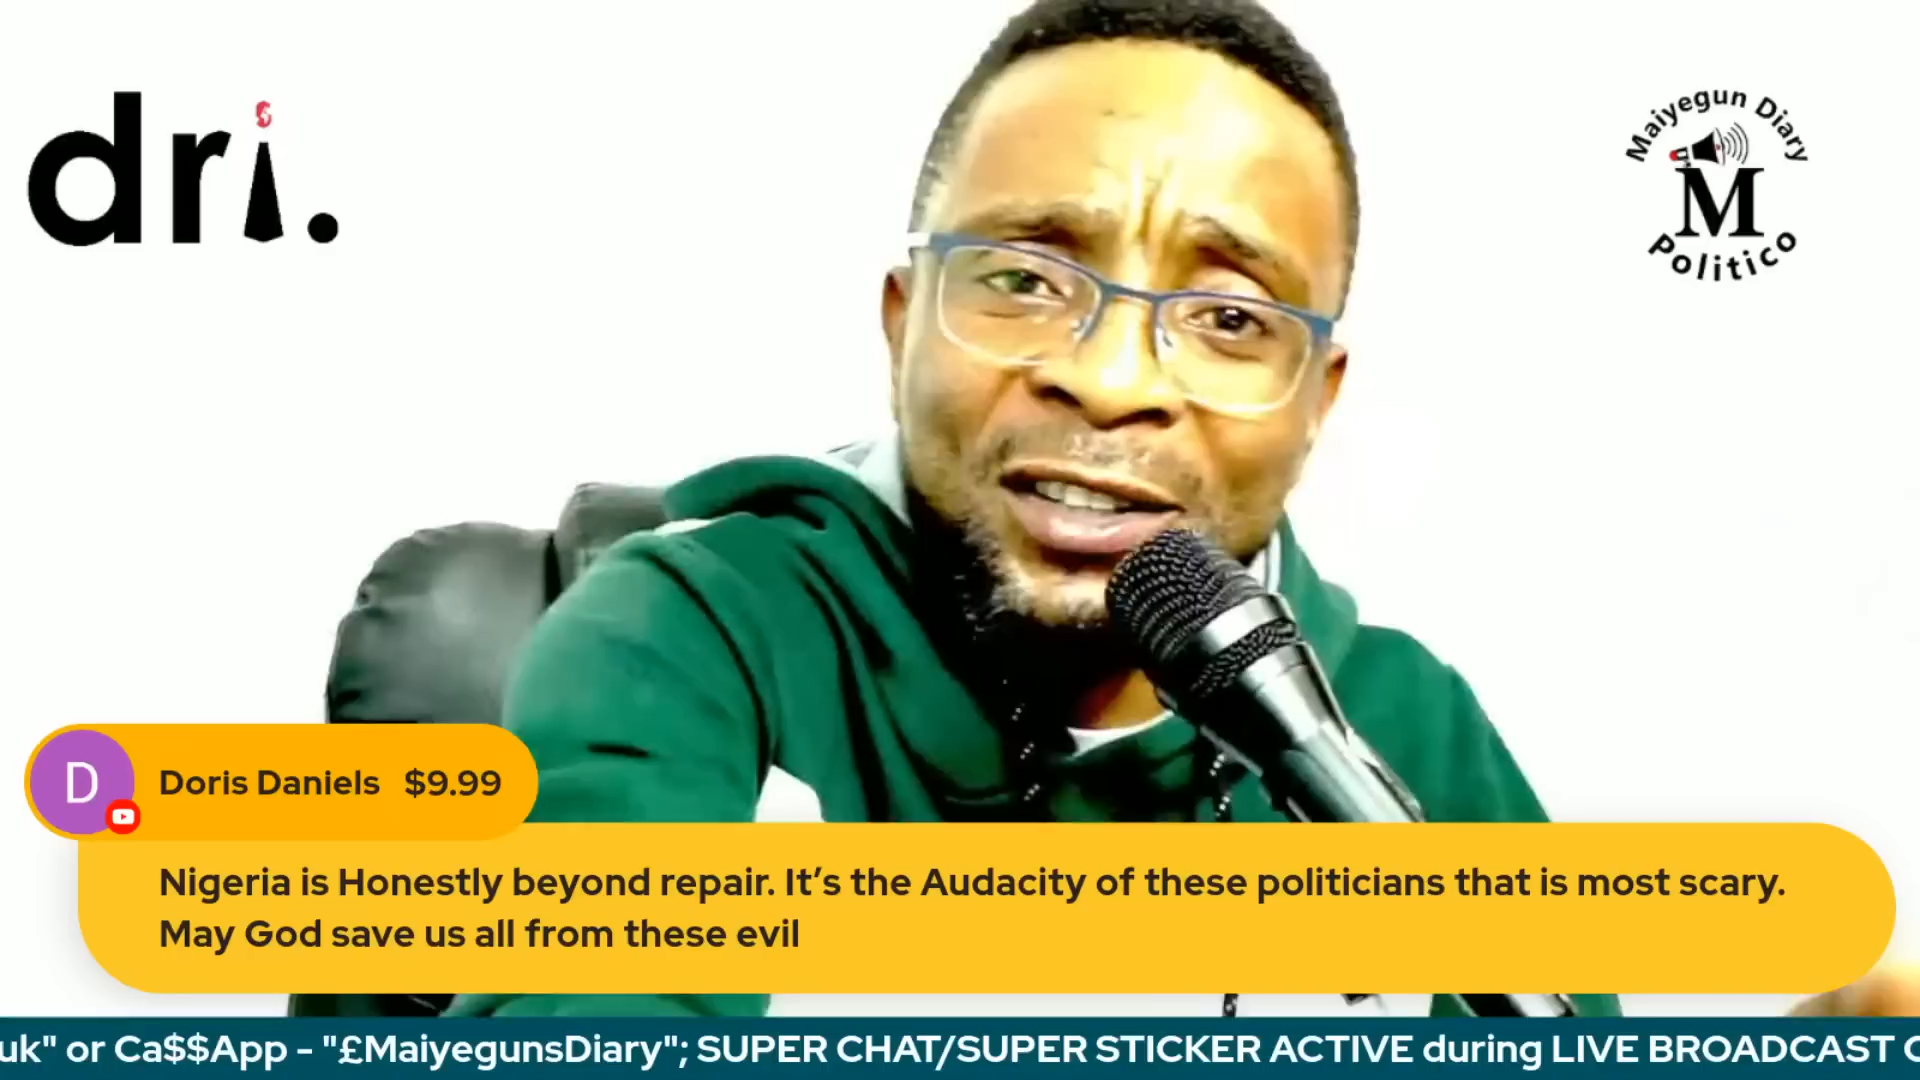 dri.
Maiyegun Diary
M
Politico
D
Doris Daniels $9.99
Nigeria is Honestly beyond repair. It’s the Audacity of these politicians that is most scary.
May God save us all from these evil
uk" or Ca$$App - "£MaiyegunsDiary"; SUPER CHAT/SUPER STICKER ACTIVE during LIVE BROADCAST